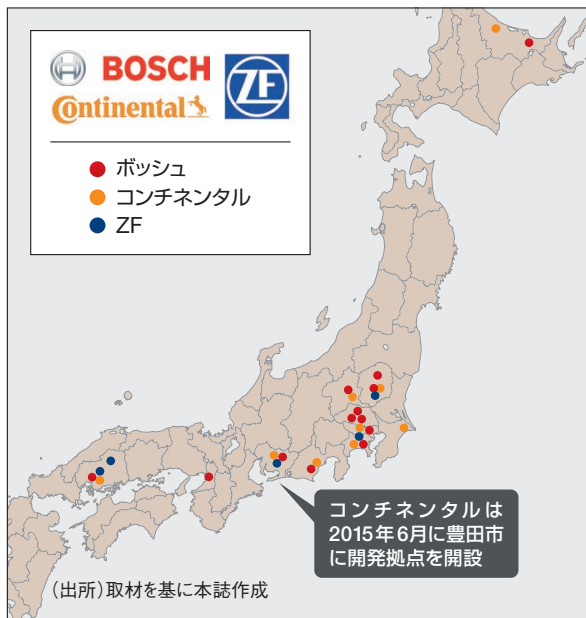 BOSCH
Continental
ZF
ボッシュ
コンチネンタル
ZF
コンチネンタルは
2015年6月に豊田市
に開発拠点を開設
(出所)取材を基に本誌作成